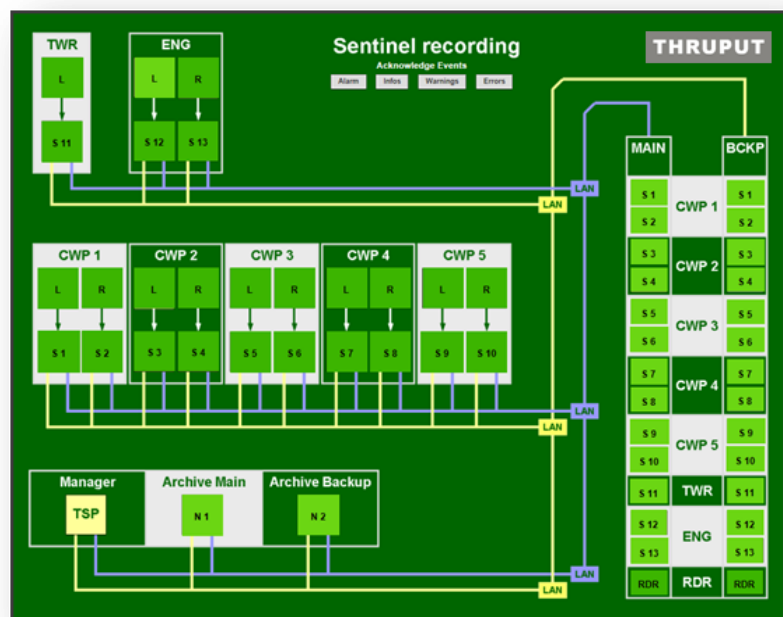 TWR
ENG
Sentinel recording
THRUPUT
Acknowledge Events
Alarm Infos Warnings Errors
L
L R
S 11
S 12 S 13
MAIN BCKP
LAN
LAN
S 1 CWP 1 S 1
S 2 S 2
S 3 CWP 2 S 3
S 4 S 4
S 5 CWP 3 S 5
S 6 S 6
S 7 CWP 4 S 7
S 8 S 8
S 9 CWP 5 S 9
S 10 S 10
S 11 TWR S 11
S 12 ENG S 12
S 13 S 13
RDR RDR RDR
CWP 1 CWP 2 CWP 3 CWP 4 CWP 5
L R L R L R L R L R
S 1 S 2 S 3 S 4 S 5 S 6 S 7 S 8 S 9 S 10
LAN
LAN
Manager Archive Main Archive Backup
TSP N 1 N 2
LAN
LAN